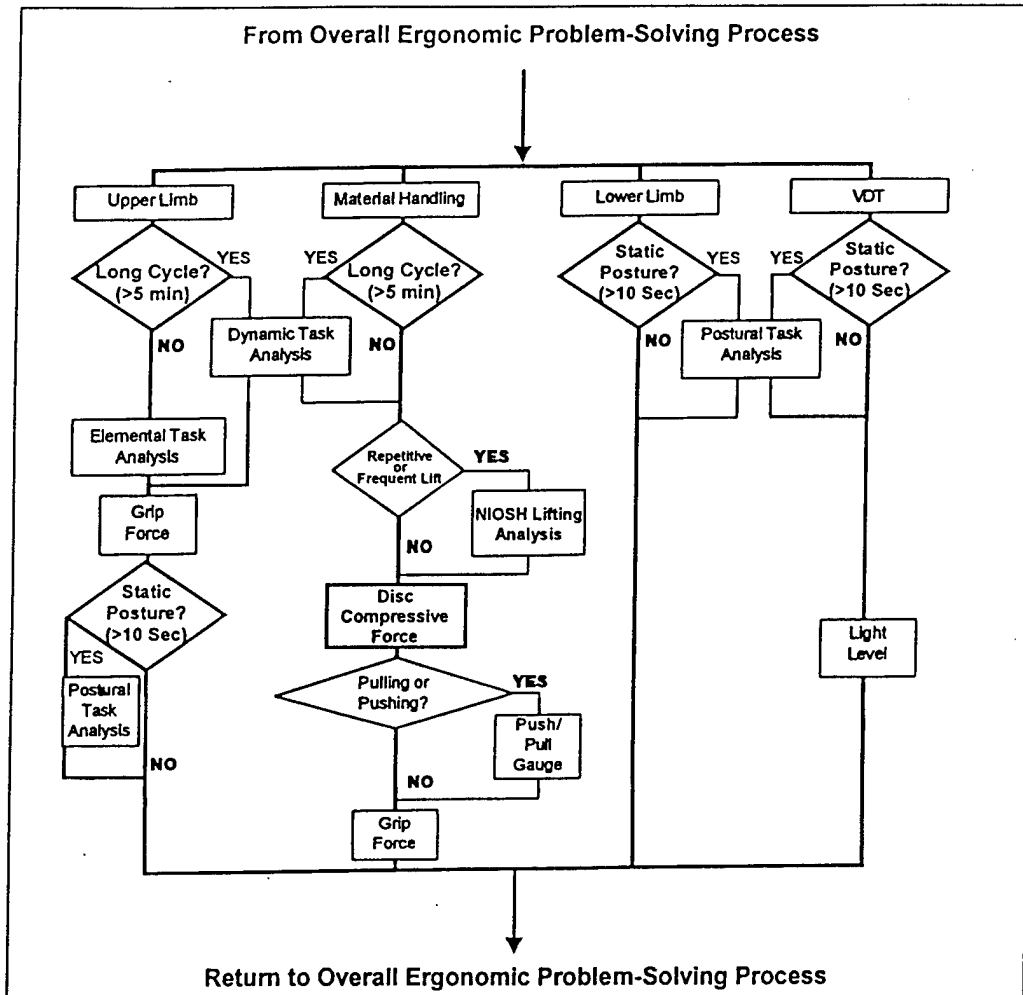 From Overall Ergonomic Problem-Solving Process
Upper Limb
Material Handling
Lower Limb
VDT
Long Cycle?
(>5 min)
YES
NO
YES
Long Cycle?
(>5 min)
NO
Static
Posture?
(>10 Sec)
YES
NO
YES
Static
Posture?
(>10 Sec)
NO
Dynamic Task
Analysis
Postural Task
Analysis
Elemental Task
Analysis
Repetitive
or
Frequent Lift
YES
NO
NIOSH Lifting
Analysis
Grip
Force
Static
Posture?
(>10 Sec)
YES
Postural
Task
Analysis
NO
Disc
Compressive
Force
Light
Level
Pulling or
Pushing?
YES
Push/
Pull
Gauge
NO
Grip
Force
Return to Overall Ergonomic Problem-Solving Process